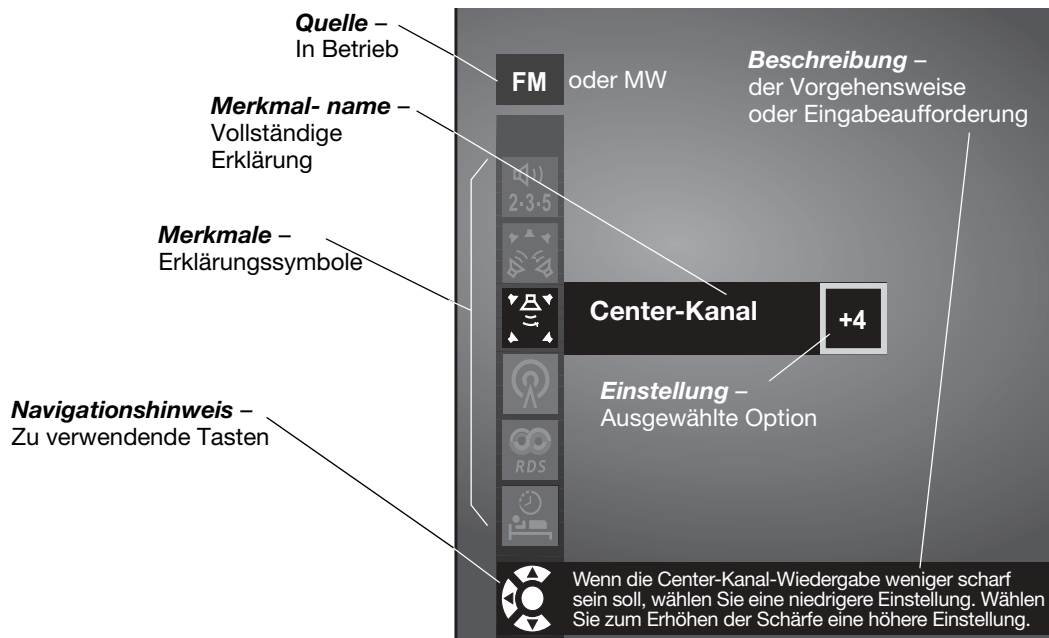 Quelle –
In Betrieb
FM oder MW
Beschreibung –
der Vorgehensweise
oder Eingabeaufforderung
Merkmal- name –
Vollständige
Erklärung
2·3·5
Merkmale –
Erklärungssymbole
Center-Kanal +4
Einstellung –
Ausgewählte Option
Navigationshinweis –
Zu verwendende Tasten
RDS
Wenn die Center-Kanal-Wiedergabe weniger scharf
sein soll, wählen Sie eine niedrigere Einstellung. Wählen
Sie zum Erhöhen der Schärfe eine höhere Einstellung.